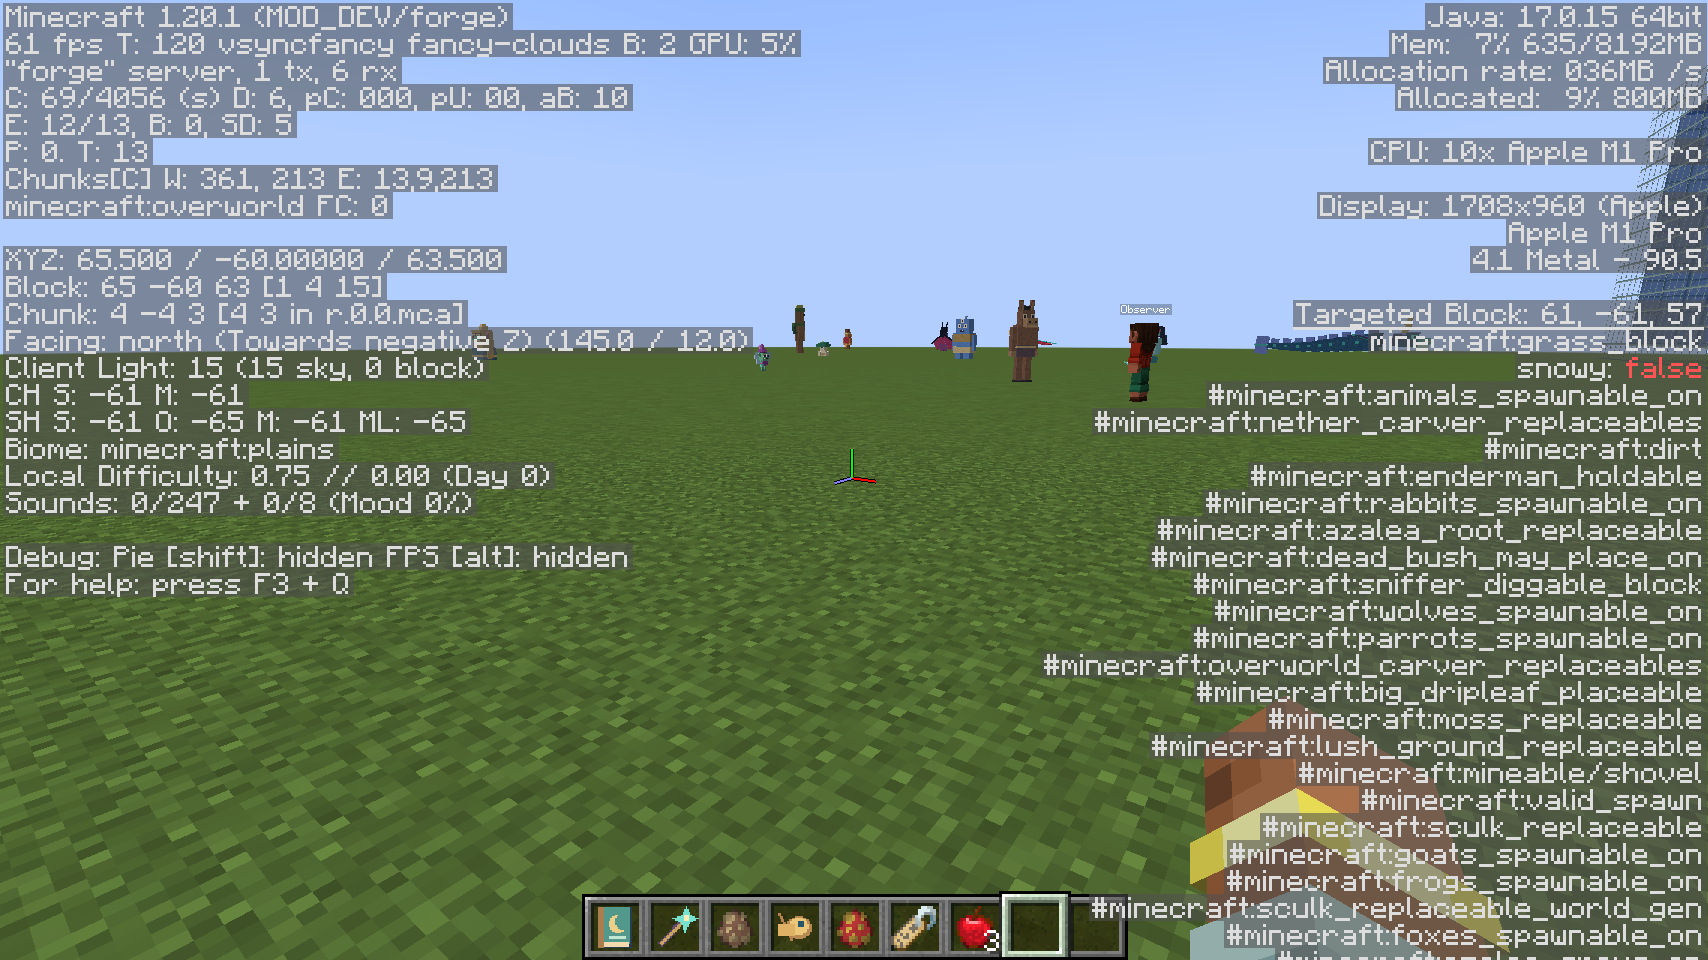 Minecraft 1.20.1 (MOD_DEV/forge)
61 fps T: 120 vsyncfancy fancy-clouds B: 2 GPU: 5%
"forge" server, 1 tx, 6 rx
C: 69/4056 (s) D: 6, pC: 000, pU: 00, aB: 10
E: 12/13, B: 0, SD: 5
P: 0. T: 13
Chunks[C] W: 361, 213 E: 13,9,213
minecraft:overworld FC: 0
XYZ: 65.500 / -60.00000 / 63.500
Block: 65 -60 63 [1 4 15]
Chunk: 4 -4 3 [4 3 in r.0.0.mca]
Facing: north (Towards negative Z) (145.0 / 12.0)
Client Light: 15 (15 sky, 0 block)
CH S: -61 M: -61
SH S: -61 O: -65 M: -61 ML: -65
Biome: minecraft:plains
Local Difficulty: 0.75 // 0.00 (Day 0)
Sounds: 0/247 + 0/8 (Mood 0%)
Debug: Pie [shift]: hidden FPS [alt]: hidden
For help: press F3 + Q
Java: 17.0.15 64bit
Mem: 7% 635/8192MB
Allocation rate: 036MB /s
Allocated: 9% 800MB
CPU: 10x Apple M1 Pro
Display: 1708x960 (Apple)
Apple M1 Pro
4.1 Metal - 90.5
Targeted Block: 61, -61, 57
minecraft:grass_block
snowy: false
#minecraft:animals_spawnable_on
#minecraft:nether_carver_replaceables
#minecraft:dirt
#minecraft:enderman_holdable
#minecraft:rabbits_spawnable_on
#minecraft:azalea_root_replaceable
#minecraft:dead_bush_may_place_on
#minecraft:sniffer_diggable_block
#minecraft:wolves_spawnable_on
#minecraft:parrots_spawnable_on
#minecraft:overworld_carver_replaceables
#minecraft:big_dripleaf_placeable
#minecraft:moss_replaceable
#minecraft:lush_ground_replaceable
#minecraft:mineable/shovel
#minecraft:valid_spawn
#minecraft:sculk_replaceable
#minecraft:goats_spawnable_on
#minecraft:frogs_spawnable_on
#minecraft:sculk_replaceable_world_gen
#minecraft:foxes_spawnable_on
Observer
3